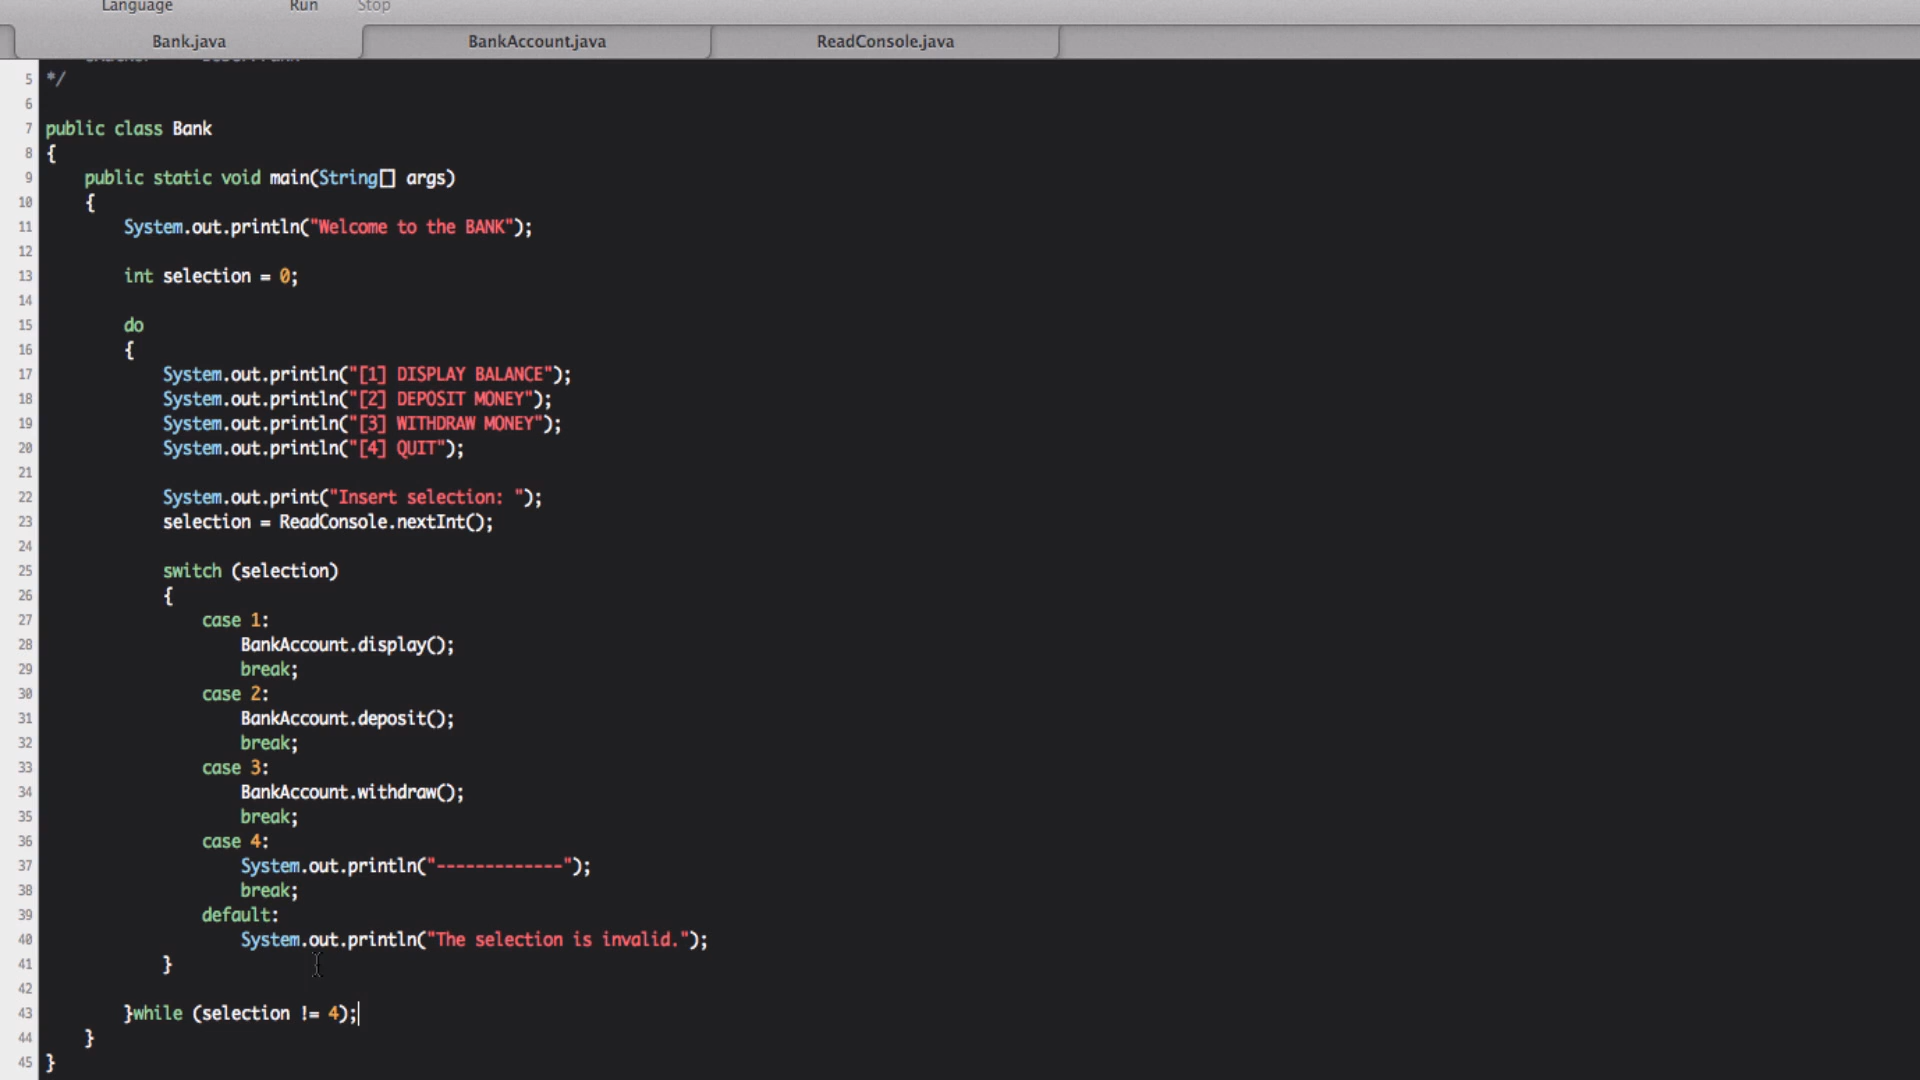 Language Run Stop
Bank.java BankAccount.java ReadConsole.java
5 */
6
7 public class Bank
8 {
9 public static void main(String[] args)
10 {
11 System.out.println("Welcome to the BANK");
12
13 int selection = 0;
14
15 do
16 {
17 System.out.println("[1] DISPLAY BALANCE");
18 System.out.println("[2] DEPOSIT MONEY");
19 System.out.println("[3] WITHDRAW MONEY");
20 System.out.println("[4] QUIT");
21
22 System.out.print("Insert selection: ");
23 selection = ReadConsole.nextInt();
24
25 switch (selection)
26 {
27 case 1:
28 BankAccount.display();
29 break;
30 case 2:
31 BankAccount.deposit();
32 break;
33 case 3:
34 BankAccount.withdraw();
35 break;
36 case 4:
37 System.out.println("-------------");
38 break;
39 default:
40 System.out.println("The selection is invalid.");
41 }
42
43 }while (selection != 4);
44 }
45 }